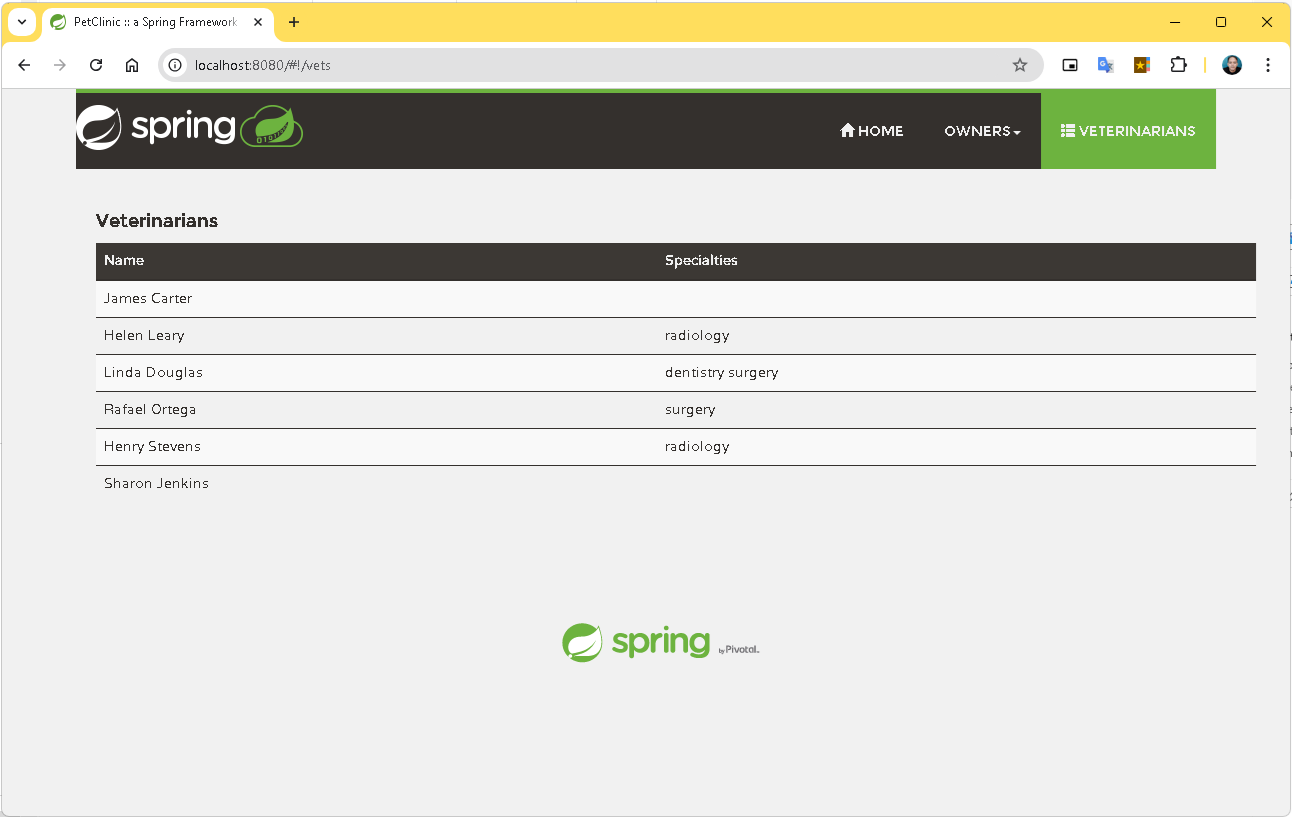 PetClinic :: a Spring Framework
localhost:8080/#!/vets
spring
HOME OWNERS VETERINARIANS
Veterinarians
Name Specialties
James Carter
Helen Leary radiology
Linda Douglas dentistry surgery
Rafael Ortega surgery
Henry Stevens radiology
Sharon Jenkins
spring by Pivotal.